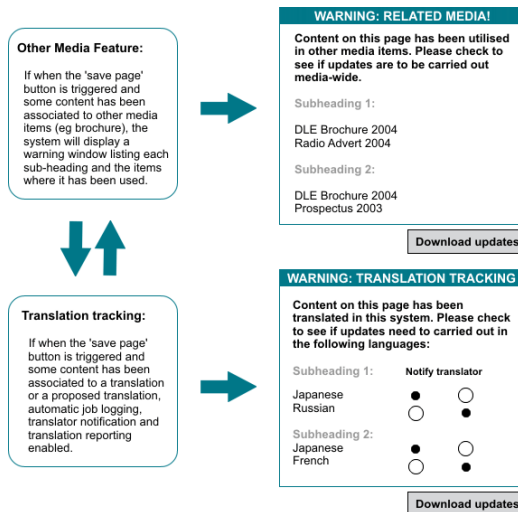 Other Media Feature:
If when the 'save page'
button is triggered and
some content has been
associated to other media
items (eg brochure), the
system will display a
warning window listing each
sub-heading and the items
where it has been used.
WARNING: RELATED MEDIA!
Content on this page has been utilised
in other media items. Please check to
see if updates are to be carried out
media-wide.
Subheading 1:
DLE Brochure 2004
Radio Advert 2004
Subheading 2:
DLE Brochure 2004
Prospectus 2003
Download updates
Translation tracking:
If when the 'save page'
button is triggered and
some content has been
associated to a translation
or a proposed translation,
automatic job logging,
translator notification and
translation reporting
enabled.
WARNING: TRANSLATION TRACKING
Content on this page has been
translated in this system. Please check
to see if updates need to carried out in
the following languages:
Subheading 1: Notify translator
Japanese
Russian
Subheading 2:
Japanese
French
Download updates